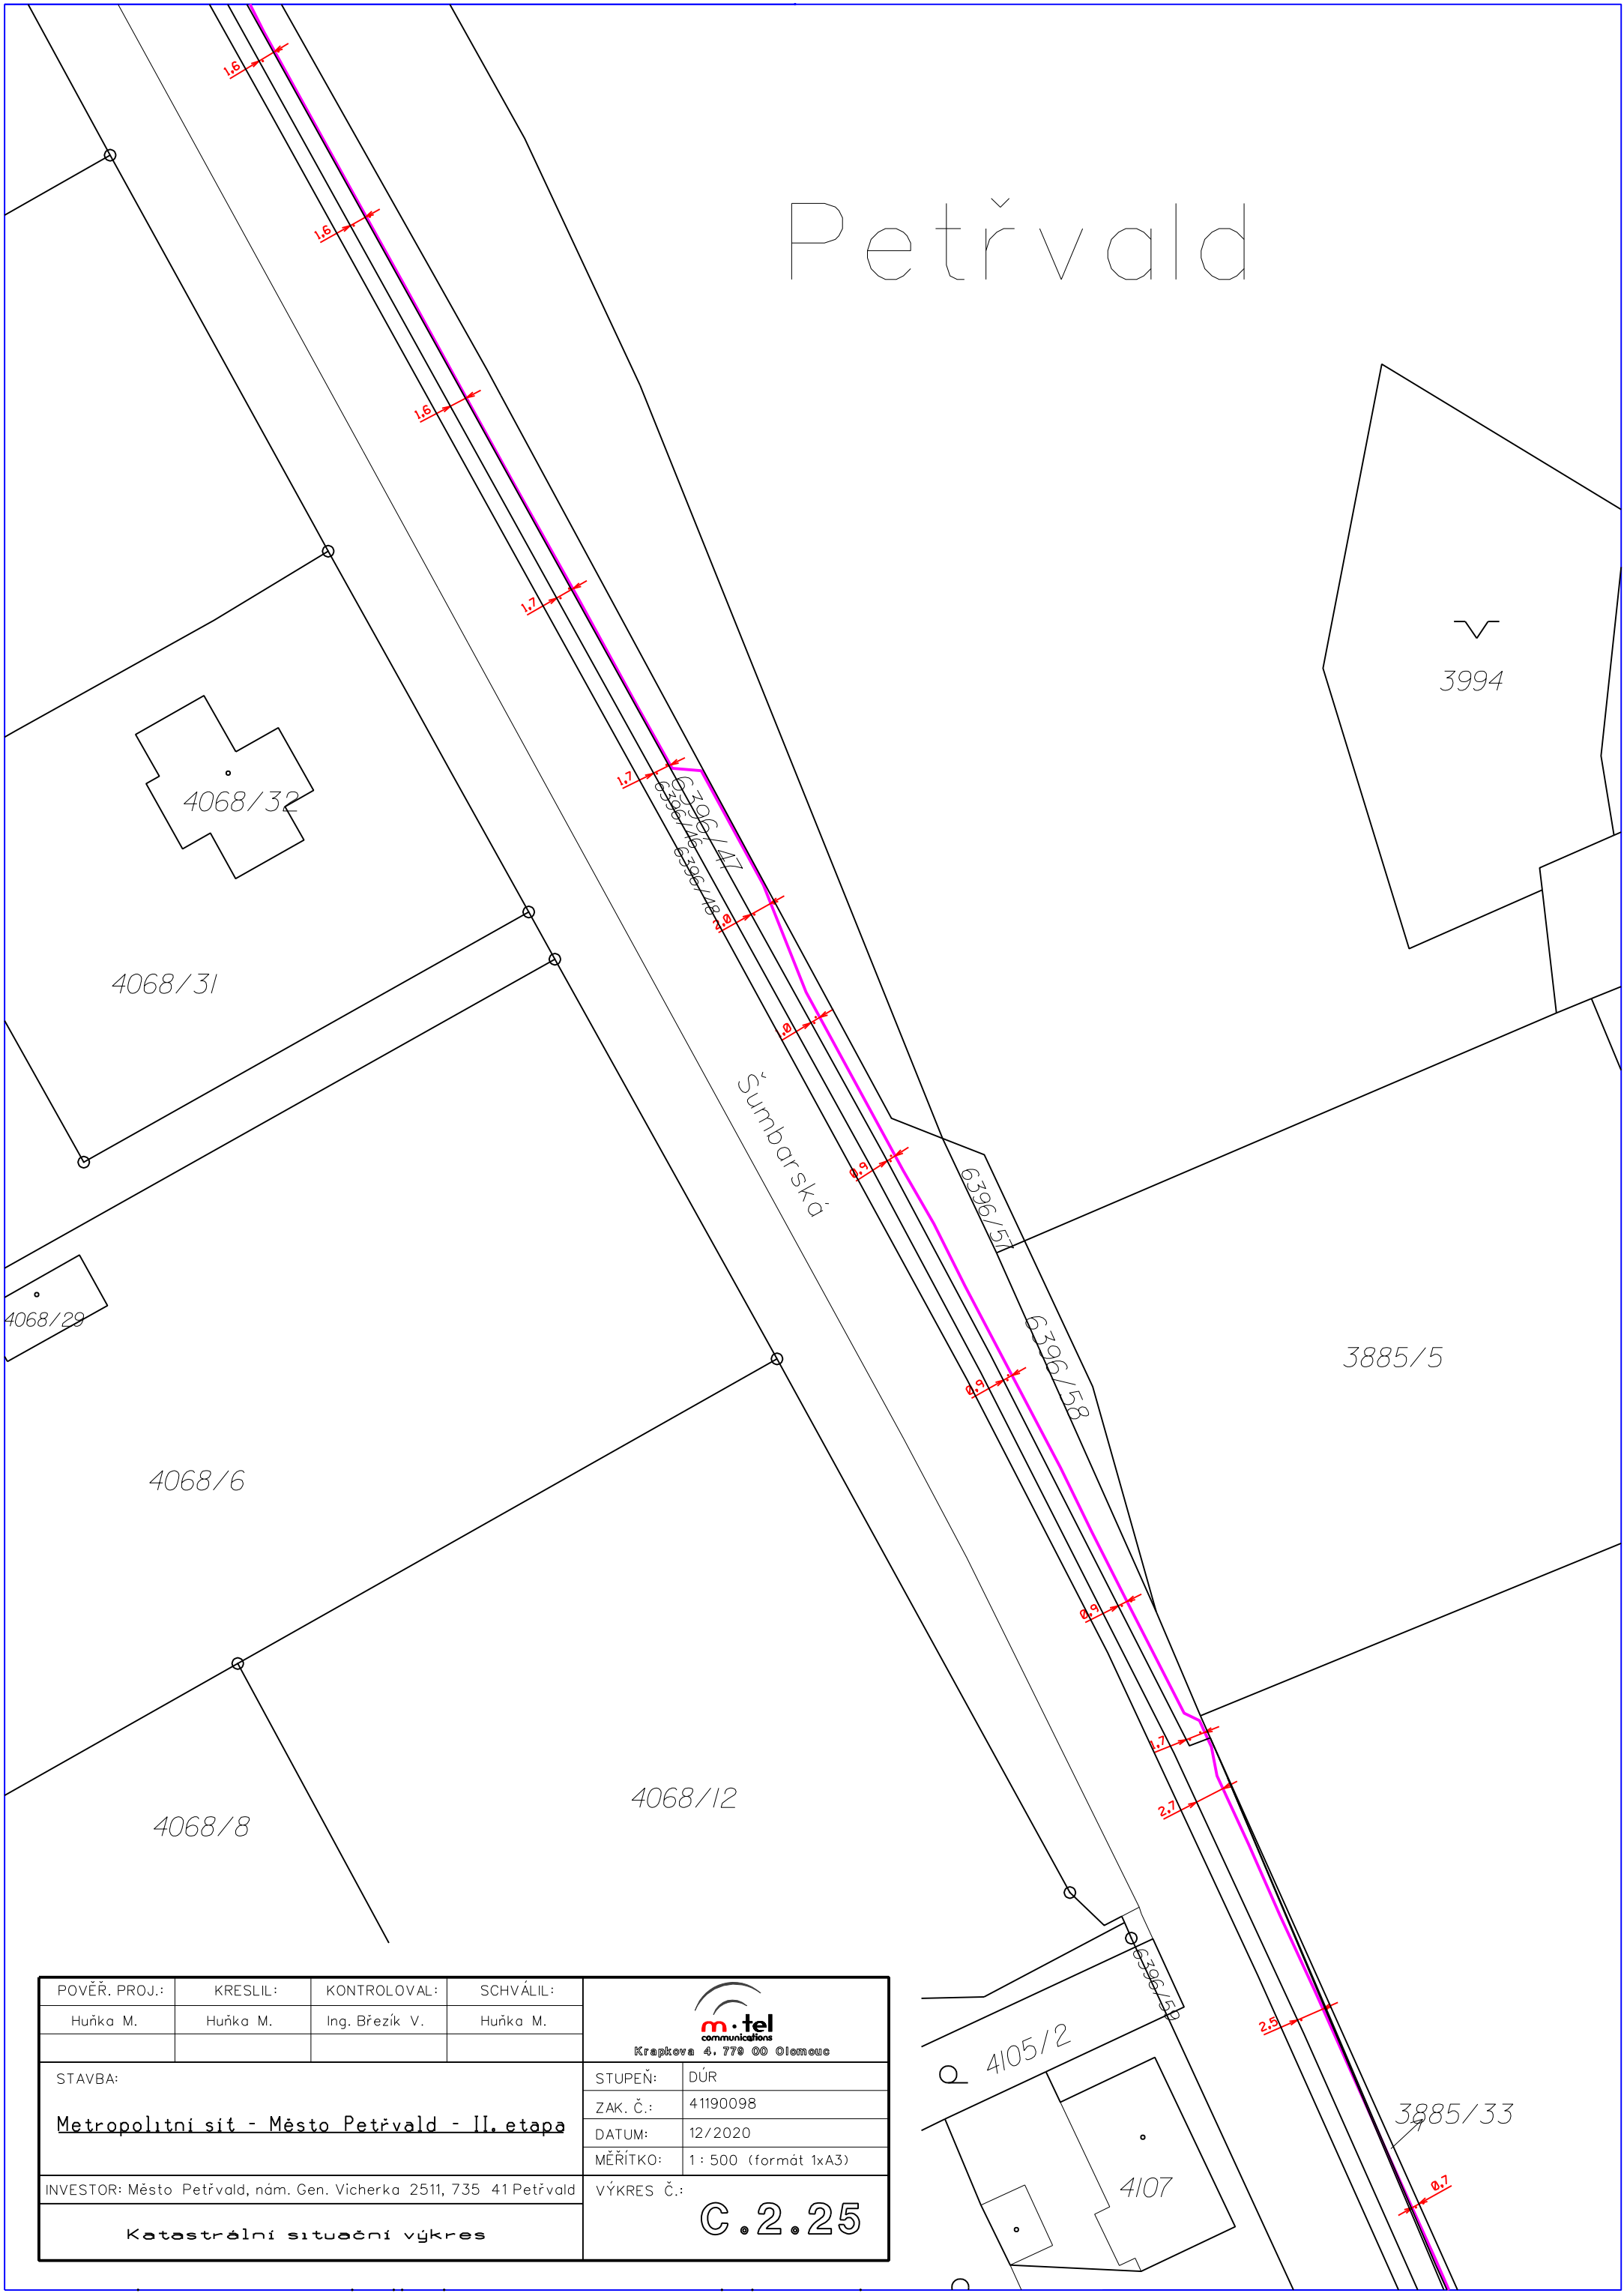 1.6
1.6
Petřvald
1.6
1.7
3994
1.7
4068/32
6396/47
6396/46
6396/48
2.0
4068/31
.0
Šumbarská
0.9
6396/57
4068/29
6396/58
3885/5
0.9
4068/6
0.9
1.7
4068/12
2.7
4068/8
6396/59
2.5
4105/2
3885/33
4107
0.7
POVĚŘ. PROJ.: KRESLIL: KONTROLOVAL: SCHVÁLIL:
Huňka M. Huňka M. Ing. Březík V. Huňka M.
m·tel
communications
Krapkova 4, 779 00 Olomouc
STAVBA:
Metropolitní síť - Město Petřvald - II. etapa
STUPEŇ: DÚR
ZAK. Č.: 41190098
DATUM: 12/2020
MĚŘÍTKO: 1 : 500 (formát 1xA3)
INVESTOR: Město Petřvald, nám. Gen. Vicherka 2511, 735 41 Petřvald
Katastrální situační výkres
VÝKRES Č.:
C.2.25